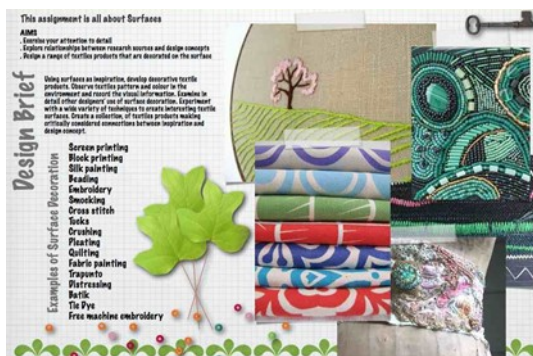 This assignment is all about Surfaces
AIMS
. Exercise your attention to detail
. Explore relationships between research sources and design concepts
. Design a range of textiles products that are decorated on the surface
Design Brief
Using surfaces as inspiration, develop decorative textile
products. Observe textiles pattern and colour in the
environment and record the visual information. Examine in
detail other designers' use of surface decoration. Experiment
with a wide variety of techniques to create interesting textile
surfaces. Create a collection, of textiles products making
critically considered connections between inspiration and
design concept.
Examples of Surface Decoration
Screen printing
Block printing
Silk painting
Beading
Embroidery
Smocking
Cross stitch
Tucks
Crushing
Pleating
Quilting
Fabric painting
Trapunto
Distressing
Batik
Tie Dye
Free machine embroidery